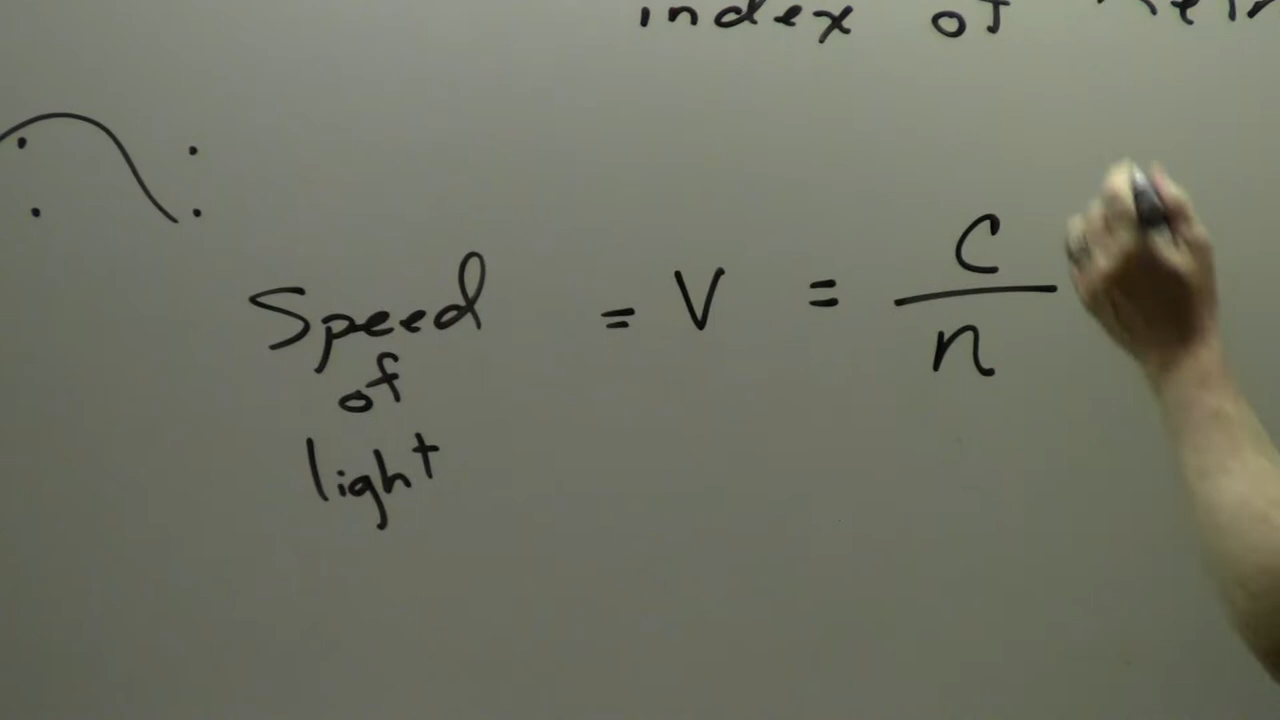 index of
Speed = V = C / n
of
light